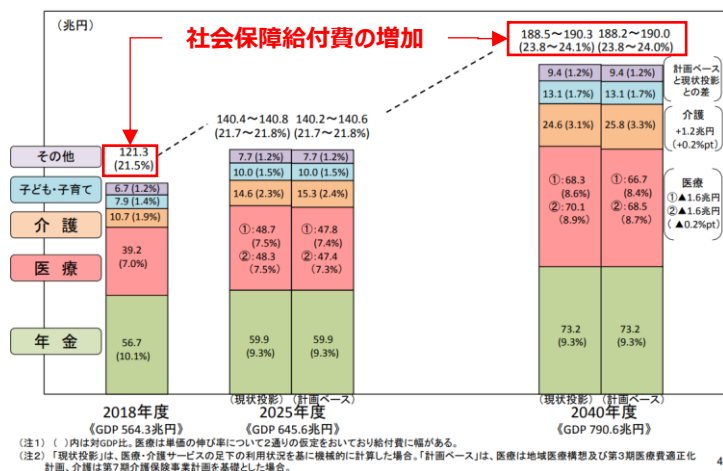 (兆円)
社会保障給付費の増加
188.5～190.3 188.2～190.0
(23.8～24.1%) (23.8～24.0%)
9.4 (1.2%) 9.4 (1.2%)
13.1 (1.7%) 13.1 (1.7%)
計画ベース
と現状投影
との差
140.4～140.8 140.2～140.6
(21.7～21.8%) (21.7～21.8%)
24.6 (3.1%) 25.8 (3.3%)
介護
+1.2兆円
(+0.2%pt)
その他
121.3
(21.5%)
7.7 (1.2%) 7.7 (1.2%)
子ども・子育て
6.7 (1.2%)
7.9 (1.4%)
10.0 (1.5%) 10.0 (1.5%)
①:68.3
(8.6%)
②:70.1
(8.9%)
①:66.7
(8.4%)
②:68.5
(8.7%)
医療
①▲1.6兆円
②▲1.6兆円
(▲0.2%pt)
介護
10.7 (1.9%)
14.6 (2.3%) 15.3 (2.4%)
医療
39.2
(7.0%)
①:48.7
(7.5%)
②:48.3
(7.5%)
①:47.8
(7.4%)
②:47.4
(7.3%)
年金
56.7
(10.1%)
59.9
(9.3%)
59.9
(9.3%)
73.2
(9.3%)
73.2
(9.3%)
(現状投影) (計画ベース) (現状投影) (計画ベース)
2018年度 2025年度 2040年度
《GDP 564.3兆円》 《GDP 645.6兆円》 《GDP 790.6兆円》
(注1) ( )内は対GDP比。医療は単価の伸び率について2通りの仮定をおいており給付費に幅がある。
(注2) 「現状投影」は、医療・介護サービスの足下の利用状況を基に機械的に計算した場合。「計画ベース」は、医療は地域医療構想及び第3期医療費適正化
計画、介護は第7期介護保険事業計画を基礎とした場合。
4